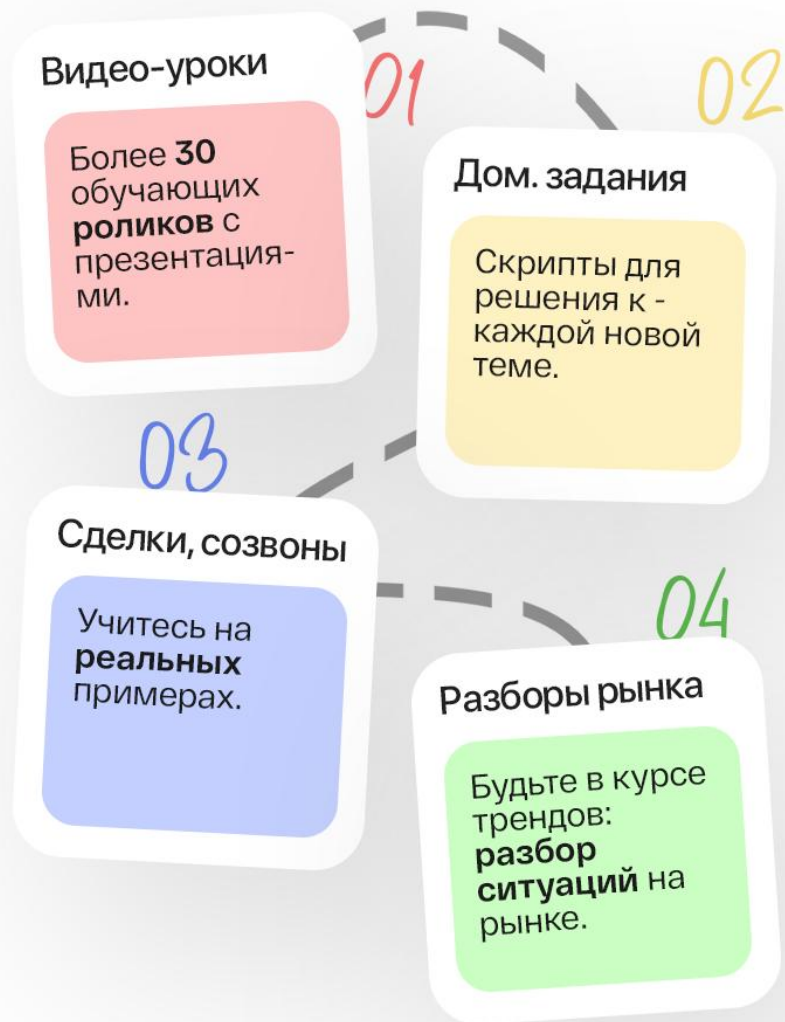 Видео-уроки
01
Более 30
обучающих
роликов с
презентация-
ми.
02
Дом. задания
Скрипты для
решения к -
каждой новой
теме.
03
Сделки, созвоны
Учитесь на
реальных
примерах.
04
Разборы рынка
Будьте в курсе
трендов:
разбор
ситуаций на
рынке.